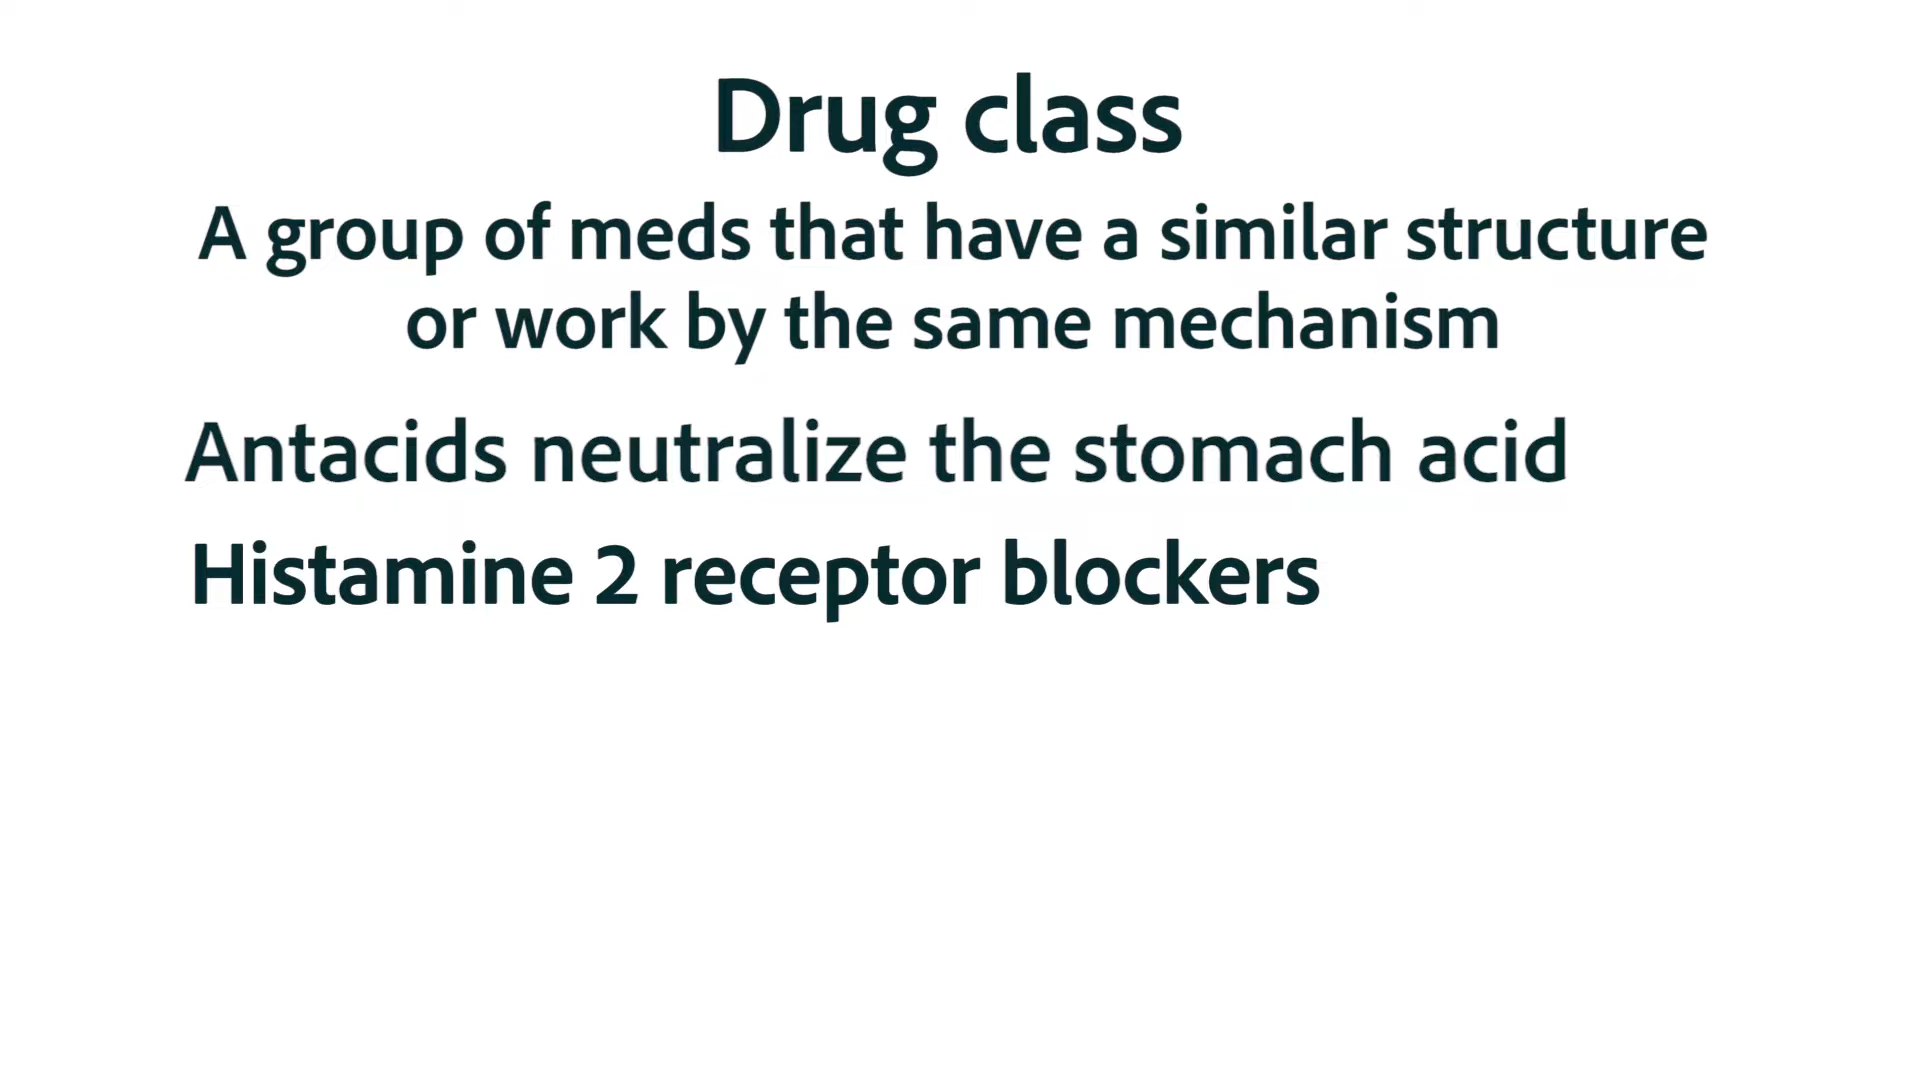 Drug class
A group of meds that have a similar structure
or work by the same mechanism
Antacids neutralize the stomach acid
Histamine 2 receptor blockers